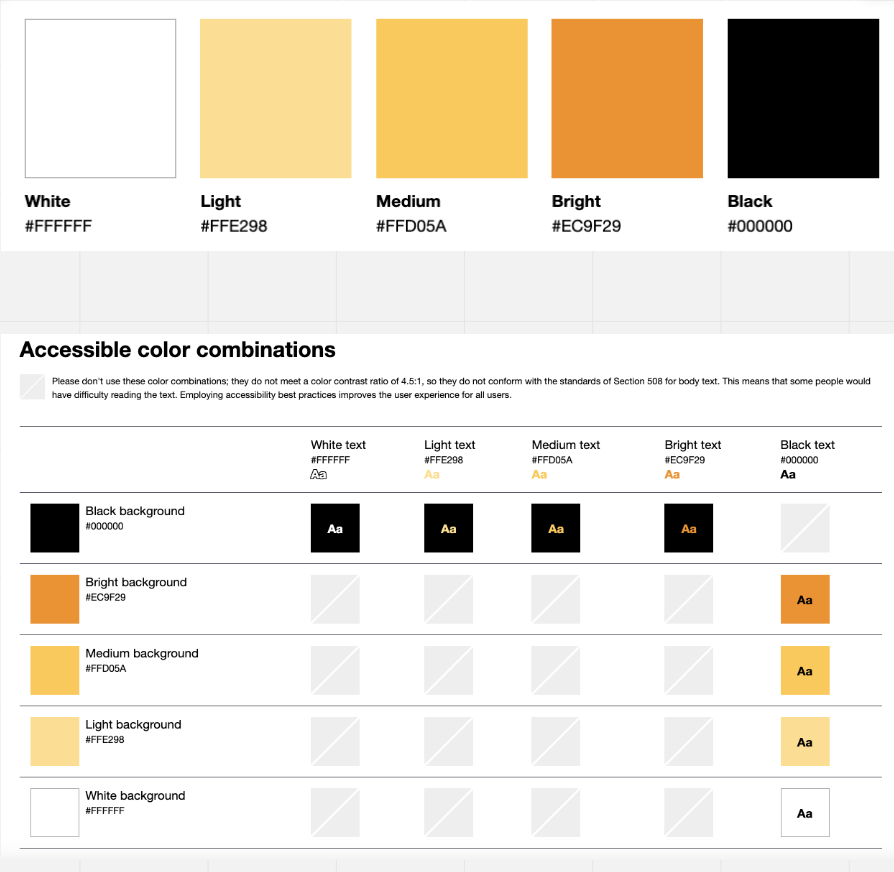 White
Light
Medium
Bright
Black
#FFFFFF
#FFE298
#FFD05A
#EC9F29
#000000
Accessible color combinations
Please don't use these color combinations; they do not meet a color contrast ratio of 4.5:1, so they do not conform with the standards of Section 508 for body text. This means that some people would
have difficulty reading the text. Employing accessibility best practices improves the user experience for all users.
White text
Light text
Medium text
Bright text
Black text
#FFFFFF
#FFE298
#FFD05A
#EC9F29
#000000
Aa
Aa
Aa
Aa
Aa
Black background
#000000
Aa
Aa
Aa
Aa
Bright background
#EC9F29
Aa
Medium background
#FFD05A
Aa
Light background
#FFE298
Aa
White background
#FFFFFF
Aa